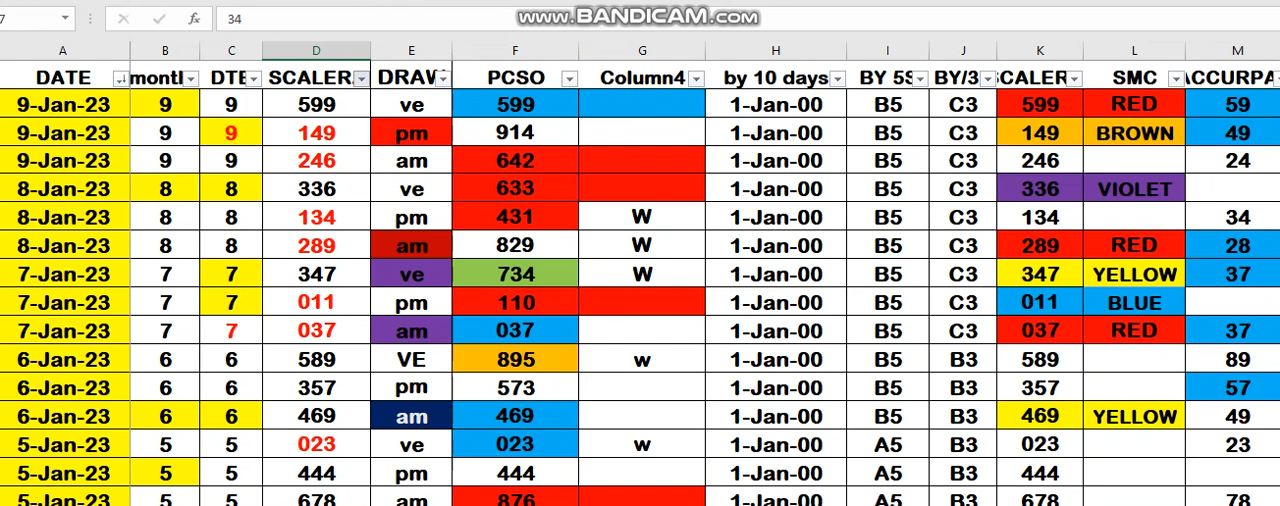 7 34 www.BANDICAM.com
A B C D E F G H I J K L M
DATE montl DTE SCALER. DRAW PCSO Column4 by 10 days BY 5S BY/3 SCALER SMC ACCURPA
9-Jan-23 9 9 599 ve 599 1-Jan-00 B5 C3 599 RED 59
9-Jan-23 9 9 149 pm 914 1-Jan-00 B5 C3 149 BROWN 49
9-Jan-23 9 9 246 am 642 1-Jan-00 B5 C3 246 24
8-Jan-23 8 8 336 ve 633 1-Jan-00 B5 C3 336 VIOLET
8-Jan-23 8 8 134 pm 431 W 1-Jan-00 B5 C3 134 34
8-Jan-23 8 8 289 am 829 W 1-Jan-00 B5 C3 289 RED 28
7-Jan-23 7 7 347 ve 734 W 1-Jan-00 B5 C3 347 YELLOW 37
7-Jan-23 7 7 011 pm 110 1-Jan-00 B5 C3 011 BLUE
7-Jan-23 7 7 037 am 037 1-Jan-00 B5 C3 037 RED 37
6-Jan-23 6 6 589 VE 895 w 1-Jan-00 B5 B3 589 89
6-Jan-23 6 6 357 pm 573 1-Jan-00 B5 B3 357 57
6-Jan-23 6 6 469 am 469 1-Jan-00 B5 B3 469 YELLOW 49
5-Jan-23 5 5 023 ve 023 w 1-Jan-00 A5 B3 023 23
5-Jan-23 5 5 444 pm 444 1-Jan-00 A5 B3 444
5-Jan-23 5 5 678 am 876 1-Jan-00 A5 B3 678 78